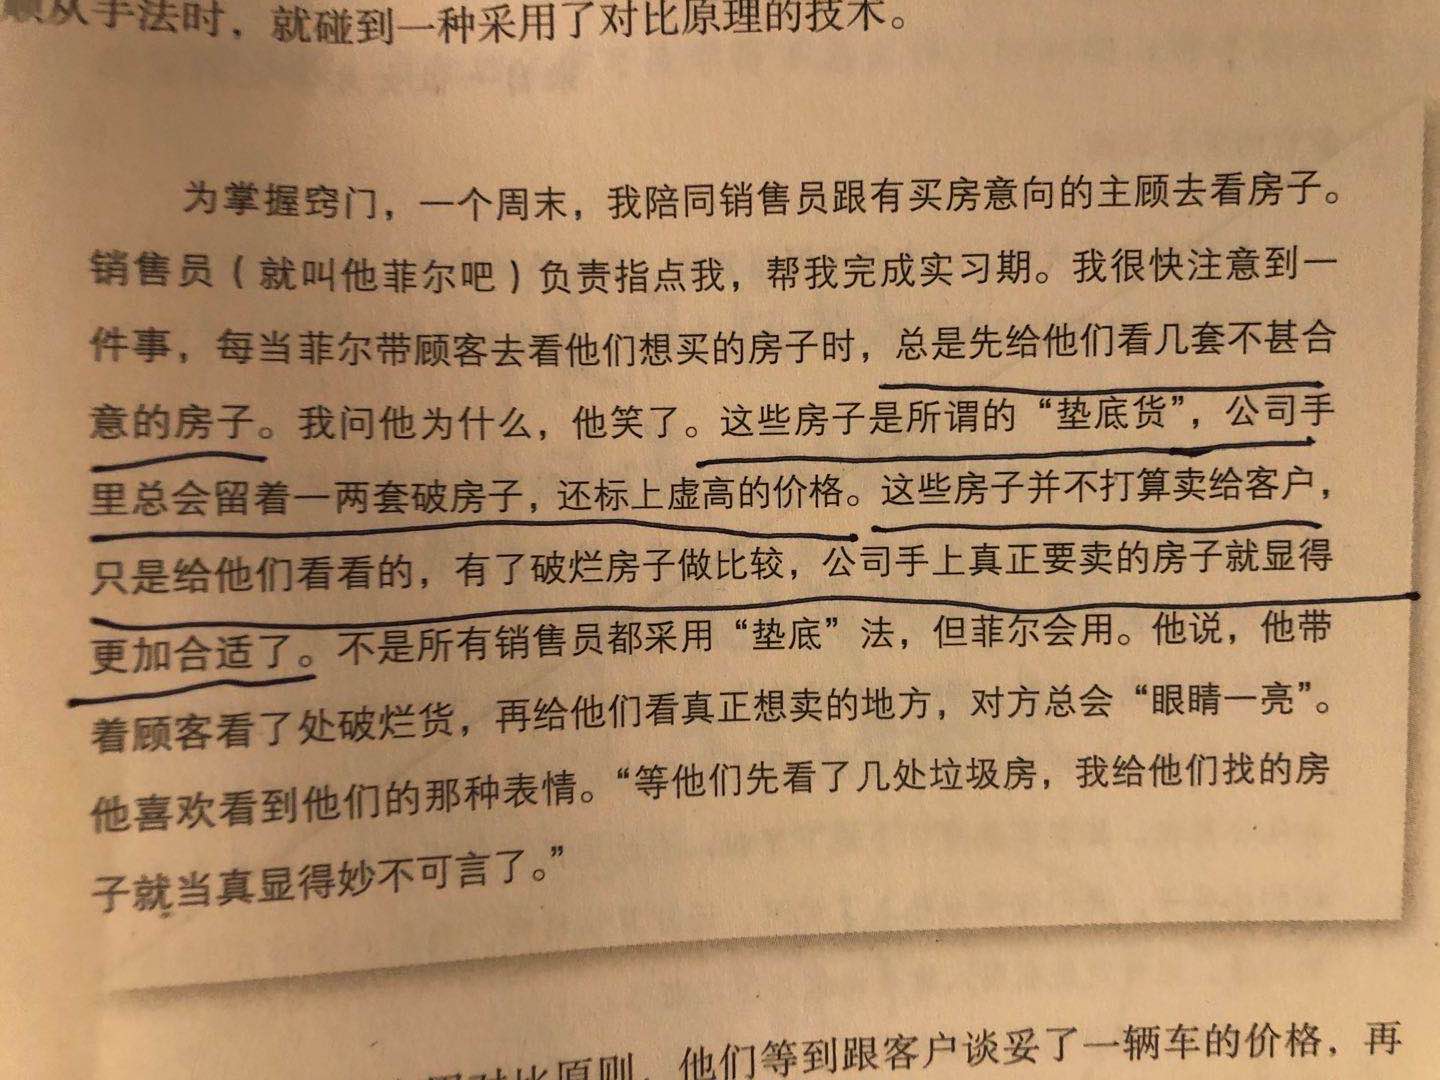 从手法时，就碰到一种采用了对比原理的技术。
为掌握窍门，一个周末，我陪同销售员跟有买房意向的主顾去看房子。
销售员（就叫他菲尔吧）负责指点我，帮我完成实习期。我很快注意到一
件事，每当菲尔带顾客去看他们想买的房子时，总是先给他们看几套不甚合
意的房子。我问他为什么，他笑了。这些房子是所谓的“垫底货”，公司手
里总会留着一两套破房子，还标上虚高的价格。这些房子并不打算卖给客户，
只是给他们看看的，有了破烂房子做比较，公司手上真正要卖的房子就显得
更加合适了。不是所有销售员都采用“垫底”法，但菲尔会用。他说，他带
着顾客看了处破烂货，再给他们看真正想卖的地方，对方总会“眼睛一亮”。
他喜欢看到他们的那种表情。“等他们先看了几处垃圾房，我给他们找的房
子就当真显得妙不可言了。”
对比原则，他们等到跟客户谈妥了一辆车的价格，再